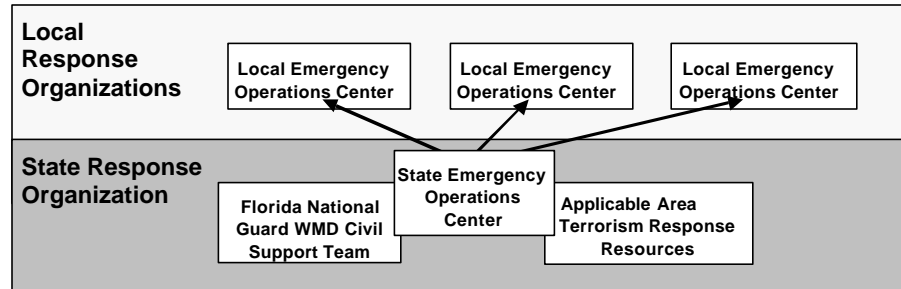 Local
Response
Organizations
Local Emergency
Operations Center
Local Emergency
Operations Center
Local Emergency
Operations Center
State Response
Organization
State Emergency
Operations
Center
Florida National
Guard WMD Civil
Support Team
Applicable Area
Terrorism Response
Resources